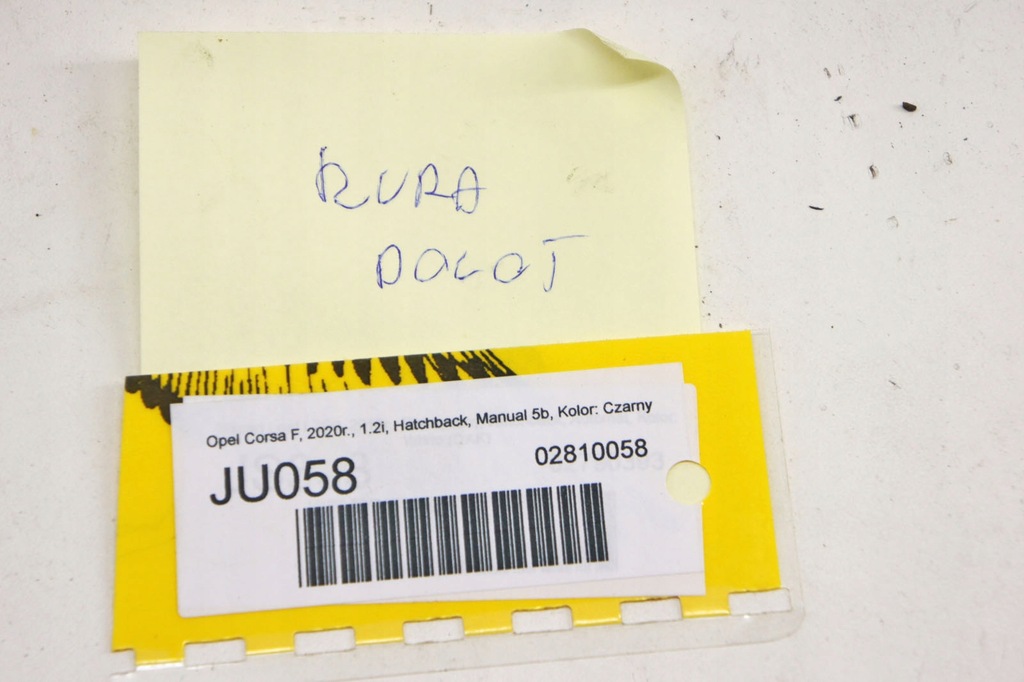 RURA
DOLOT
Opel Corsa F, 2020r., 1.2i, Hatchback, Manual 5b, Kolor: Czarny
JU058
02810058